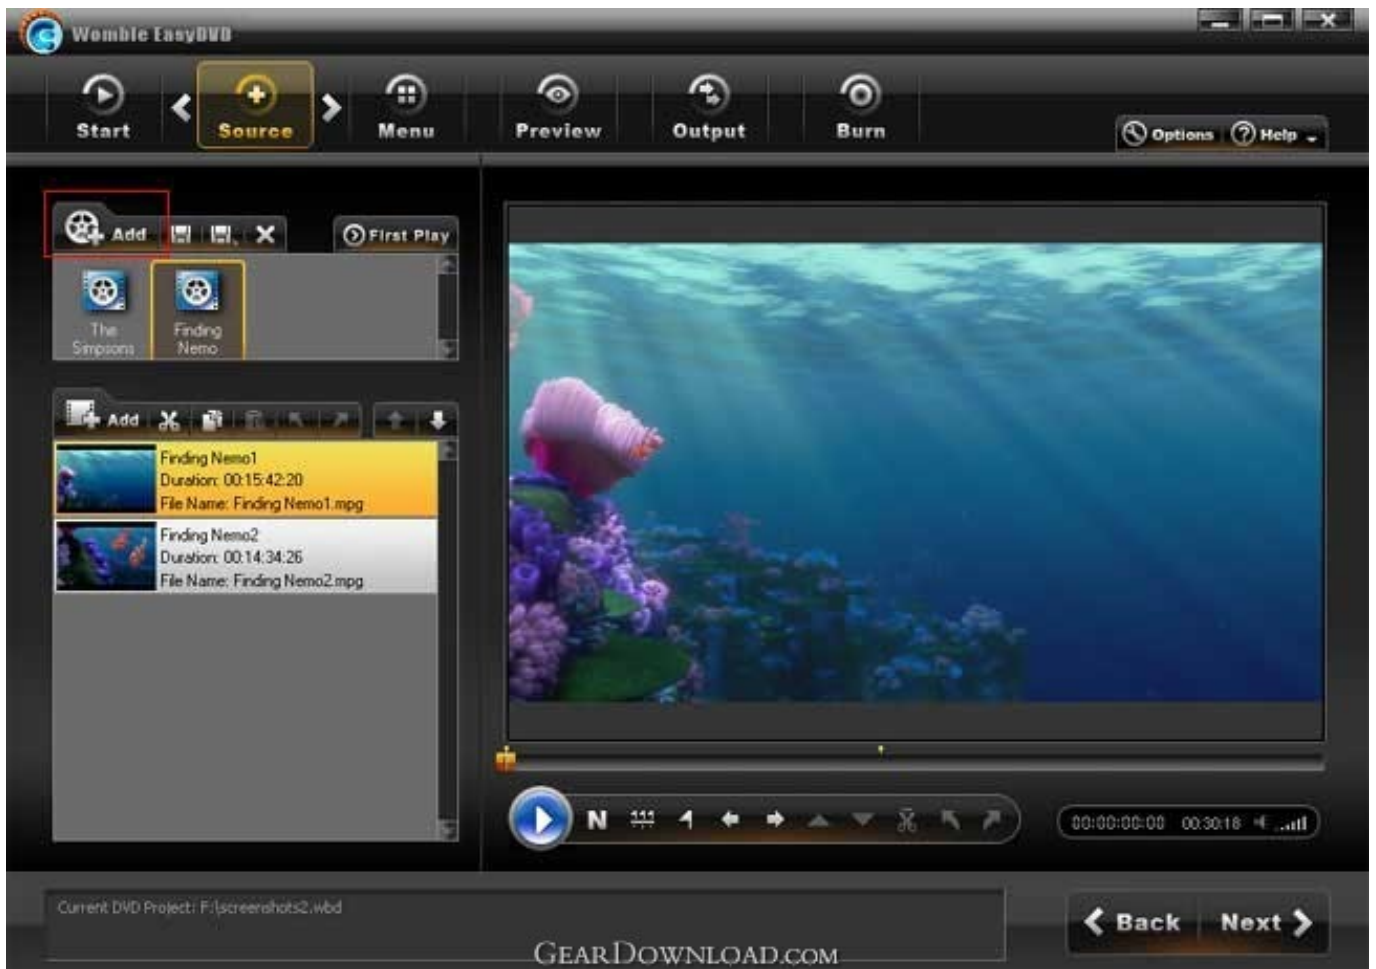 Womble EasyDVD
Start
Source
Menu
Preview
Output
Burn
Options
Help
Add
First Play
The
Simpsons
Finding
Nemo
Add
Finding Nemo1
Duration: 00:15:42:20
File Name: Finding Nemo1.mpg
Finding Nemo2
Duration: 00:14:34:26
File Name: Finding Nemo2.mpg
N
00:00:00:00 00:30:18
Current DVD Project: F:\screenshots2.wbd
Back
Next
GEARDOWNLOAD.COM